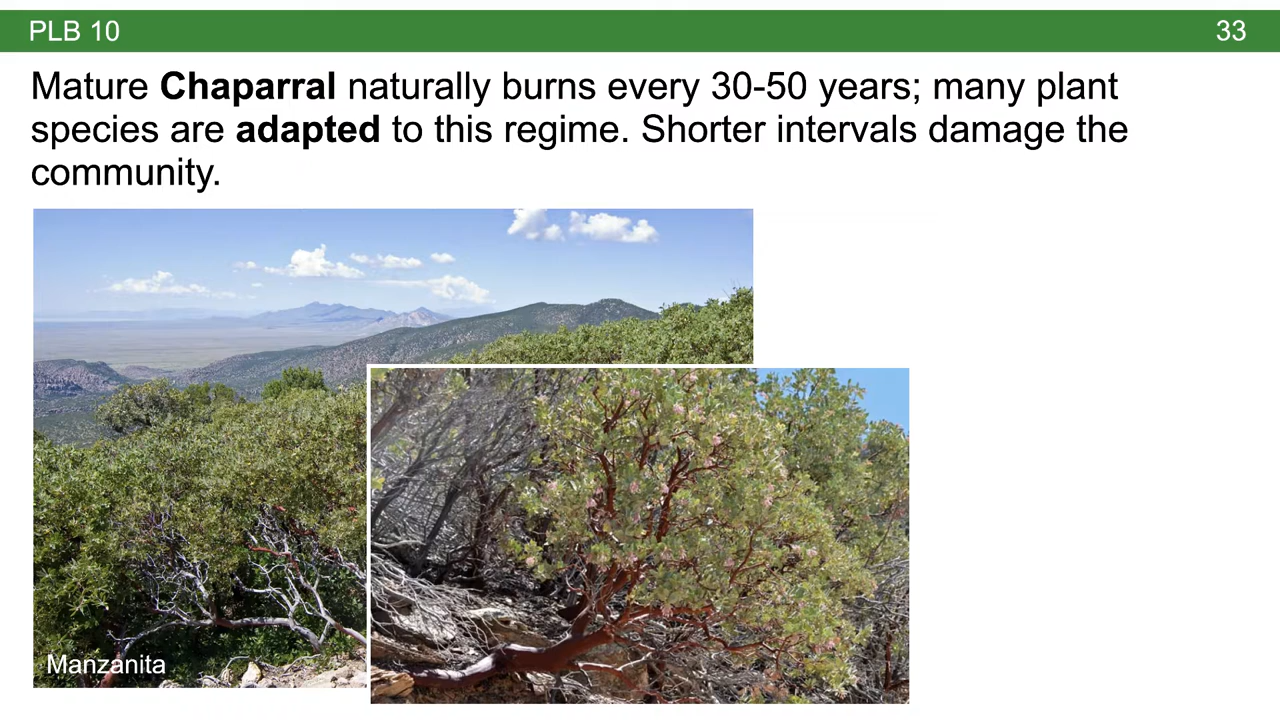 PLB 10
33
Mature Chaparral naturally burns every 30-50 years; many plant
species are adapted to this regime. Shorter intervals damage the
community.
Manzanita